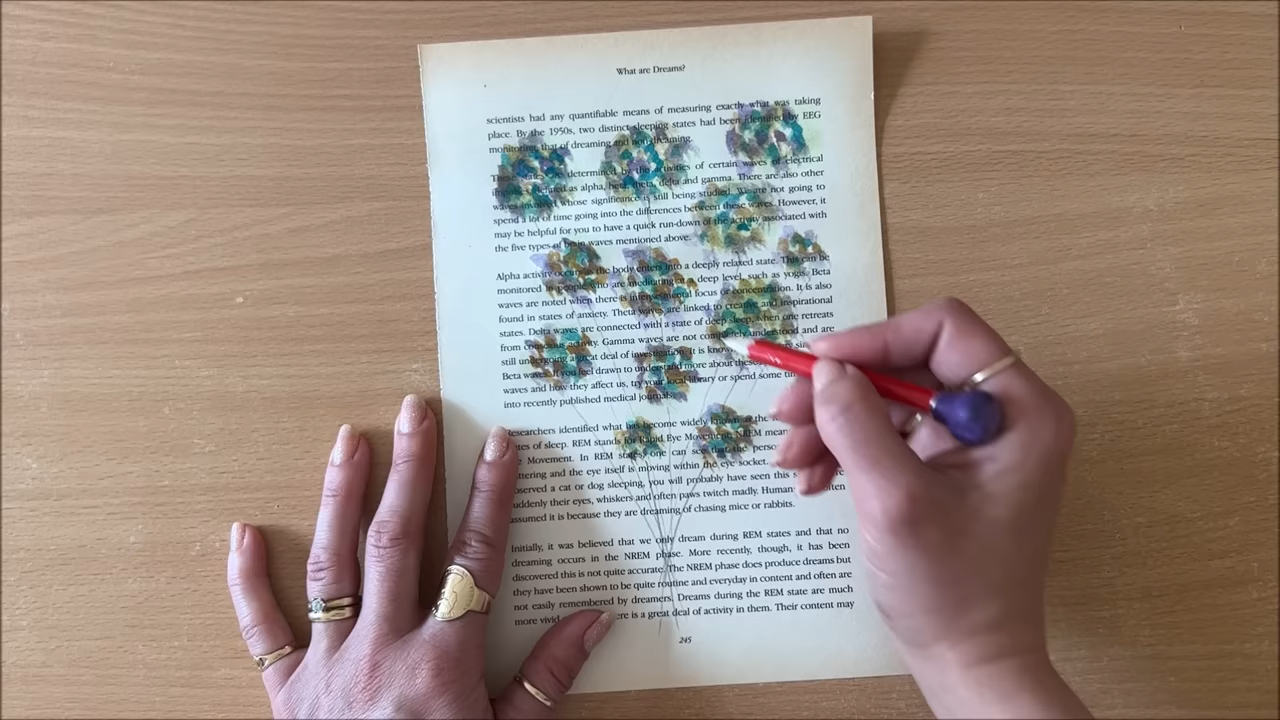 What are Dreams?
scientists had any quantifiable means of measuring exactly what was taking
place. By the 1950s, two distinct sleeping states had been identified by EEG
monitoring, that of dreaming and non-dreaming.
These determined by the activities of certain waves of electrical
impulses, defined as alpha, beta, theta, delta and gamma. There are also other
waves involved whose significance is still being studied. We are not going to
spend a lot of time going into the differences between these waves. However, it
may be helpful for you to have a quick run-down of the activity associated with
the five types of brain waves mentioned above.
Alpha activity occurs as the body enters into a deeply relaxed state. This can be
monitored in people who are meditating on a deep level, such as yogis. Beta
waves are noted when there is intense mental focus or concentration. It is also
found in states of anxiety. Theta waves are linked to creative and inspirational
states. Delta waves are connected with a state of deep sleep, when one retreats
from conscious activity. Gamma waves are not completely understood and are
still undergoing a great deal of investigation. It is know
Beta waves. If you feel drawn to understand more about these
waves and how they affect us, try your local library or spend some
into recently published medical journals.
Researchers identified what has become widely known as the
of sleep. REM stands for Rapid Eye Movement. NREM
Movement. In REM states, one can see that the
and the eye itself is moving within the eye socket.
a cat or dog sleeping, you will probably have seen this
suddenly their eyes, whiskers and often paws twitch madly. Human
assumed it is because they are dreaming of chasing mice or rabbits.
Initially, it was believed that we only dream during REM states and that no
dreaming occurs in the NREM phase. More recently, though, it has been
discovered this is not quite accurate. The NREM phase does produce dreams but
they have been shown to be quite routine and everyday in content and often are
not easily remembered by dreamers. Dreams during the REM state are much
more vivid is a great deal of activity in them. Their content may
245